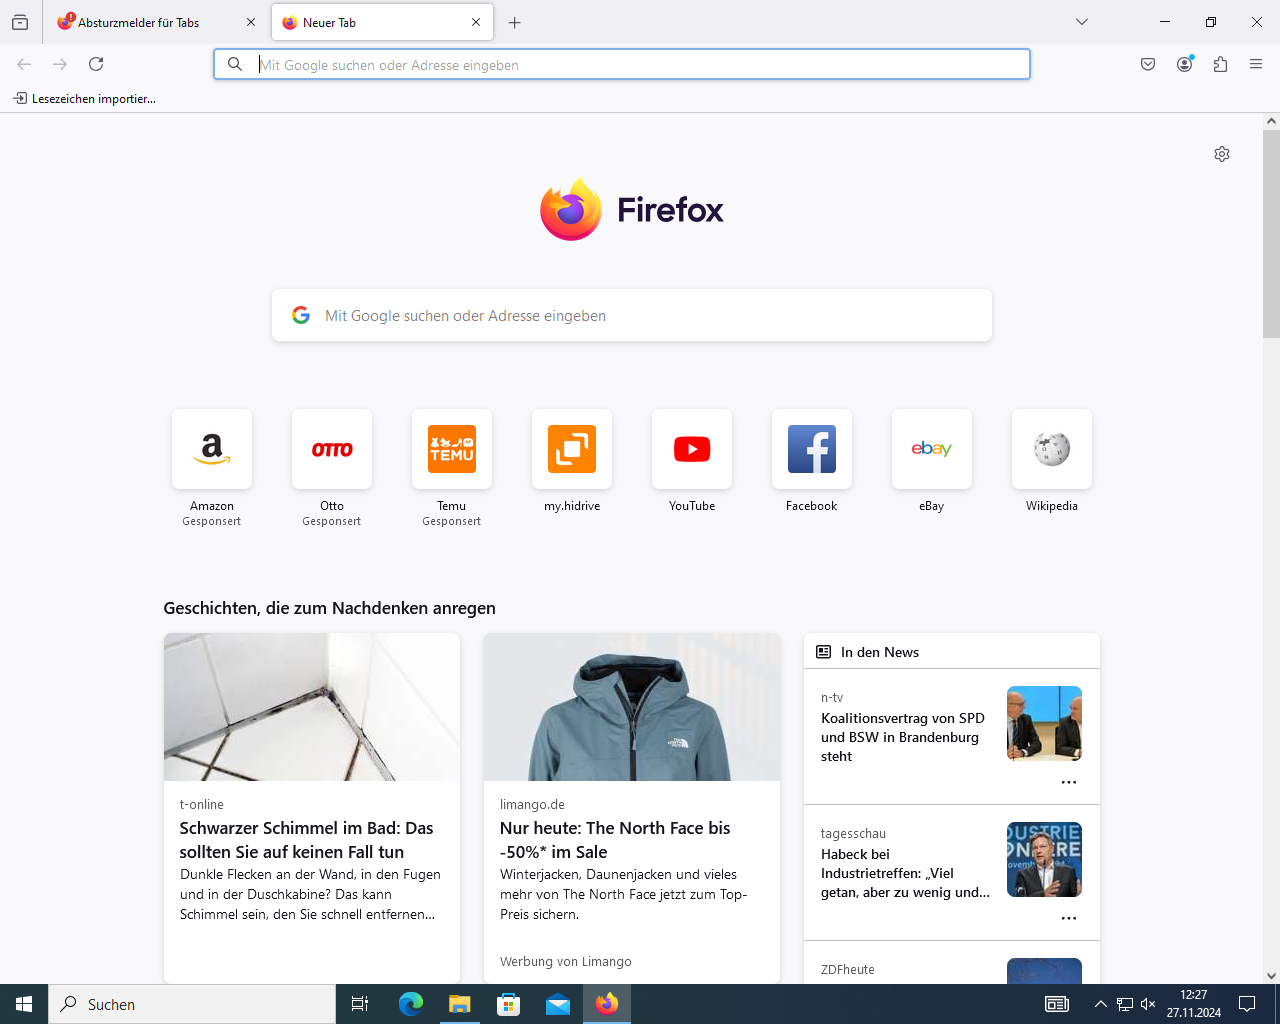 Absturzmelder für Tabs
Neuer Tab
Mit Google suchen oder Adresse eingeben
Lesezeichen importier...
Firefox
Mit Google suchen oder Adresse eingeben
a
OTTO
TEMU
ebay
Amazon
Gesponsert
Otto
Gesponsert
Temu
Gesponsert
my.hidrive
YouTube
Facebook
eBay
Wikipedia
Geschichten, die zum Nachdenken anregen
t-online
Schwarzer Schimmel im Bad: Das
sollten Sie auf keinen Fall tun
Dunkle Flecken an der Wand, in den Fugen
und in der Duschkabine? Das kann
Schimmel sein, den Sie schnell entfernen...
limango.de
Nur heute: The North Face bis
-50%* im Sale
Winterjacken, Daunenjacken und vieles
mehr von The North Face jetzt zum Top-
Preis sichern.
Werbung von Limango
In den News
n-tv
Koalitionsvertrag von SPD
und BSW in Brandenburg
steht
tagesschau
Habeck bei
Industrietreffen: „Viel
getan, aber zu wenig und...
ZDFheute
Suchen
12:27
27.11.2024